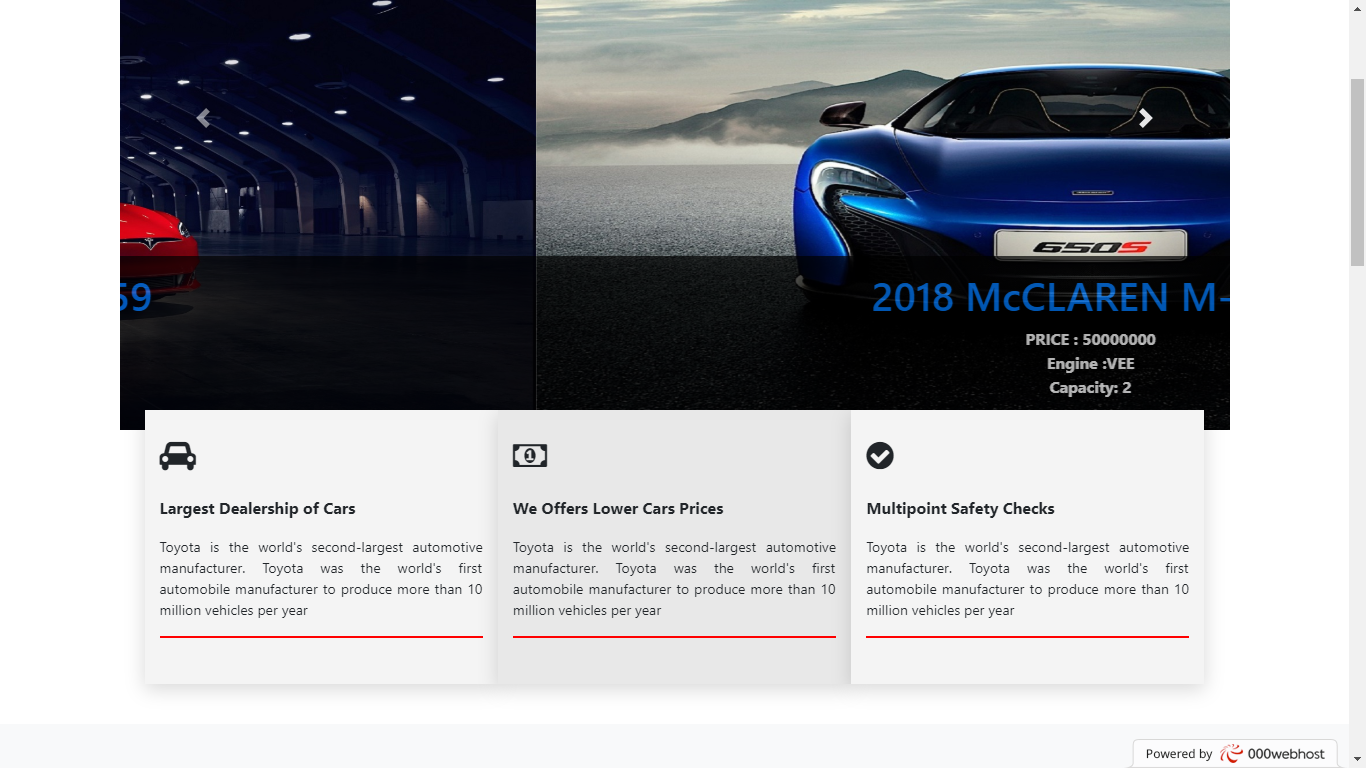 650S
59
2018 McCLAREN M-
PRICE : 50000000
Engine :VEE
Capacity: 2
Largest Dealership of Cars
Toyota is the world's second-largest automotive
manufacturer. Toyota was the world's first
automobile manufacturer to produce more than 10
million vehicles per year
1
We Offers Lower Cars Prices
Toyota is the world's second-largest automotive
manufacturer. Toyota was the world's first
automobile manufacturer to produce more than 10
million vehicles per year
Multipoint Safety Checks
Toyota is the world's second-largest automotive
manufacturer. Toyota was the world's first
automobile manufacturer to produce more than 10
million vehicles per year
Powered by 000webhost